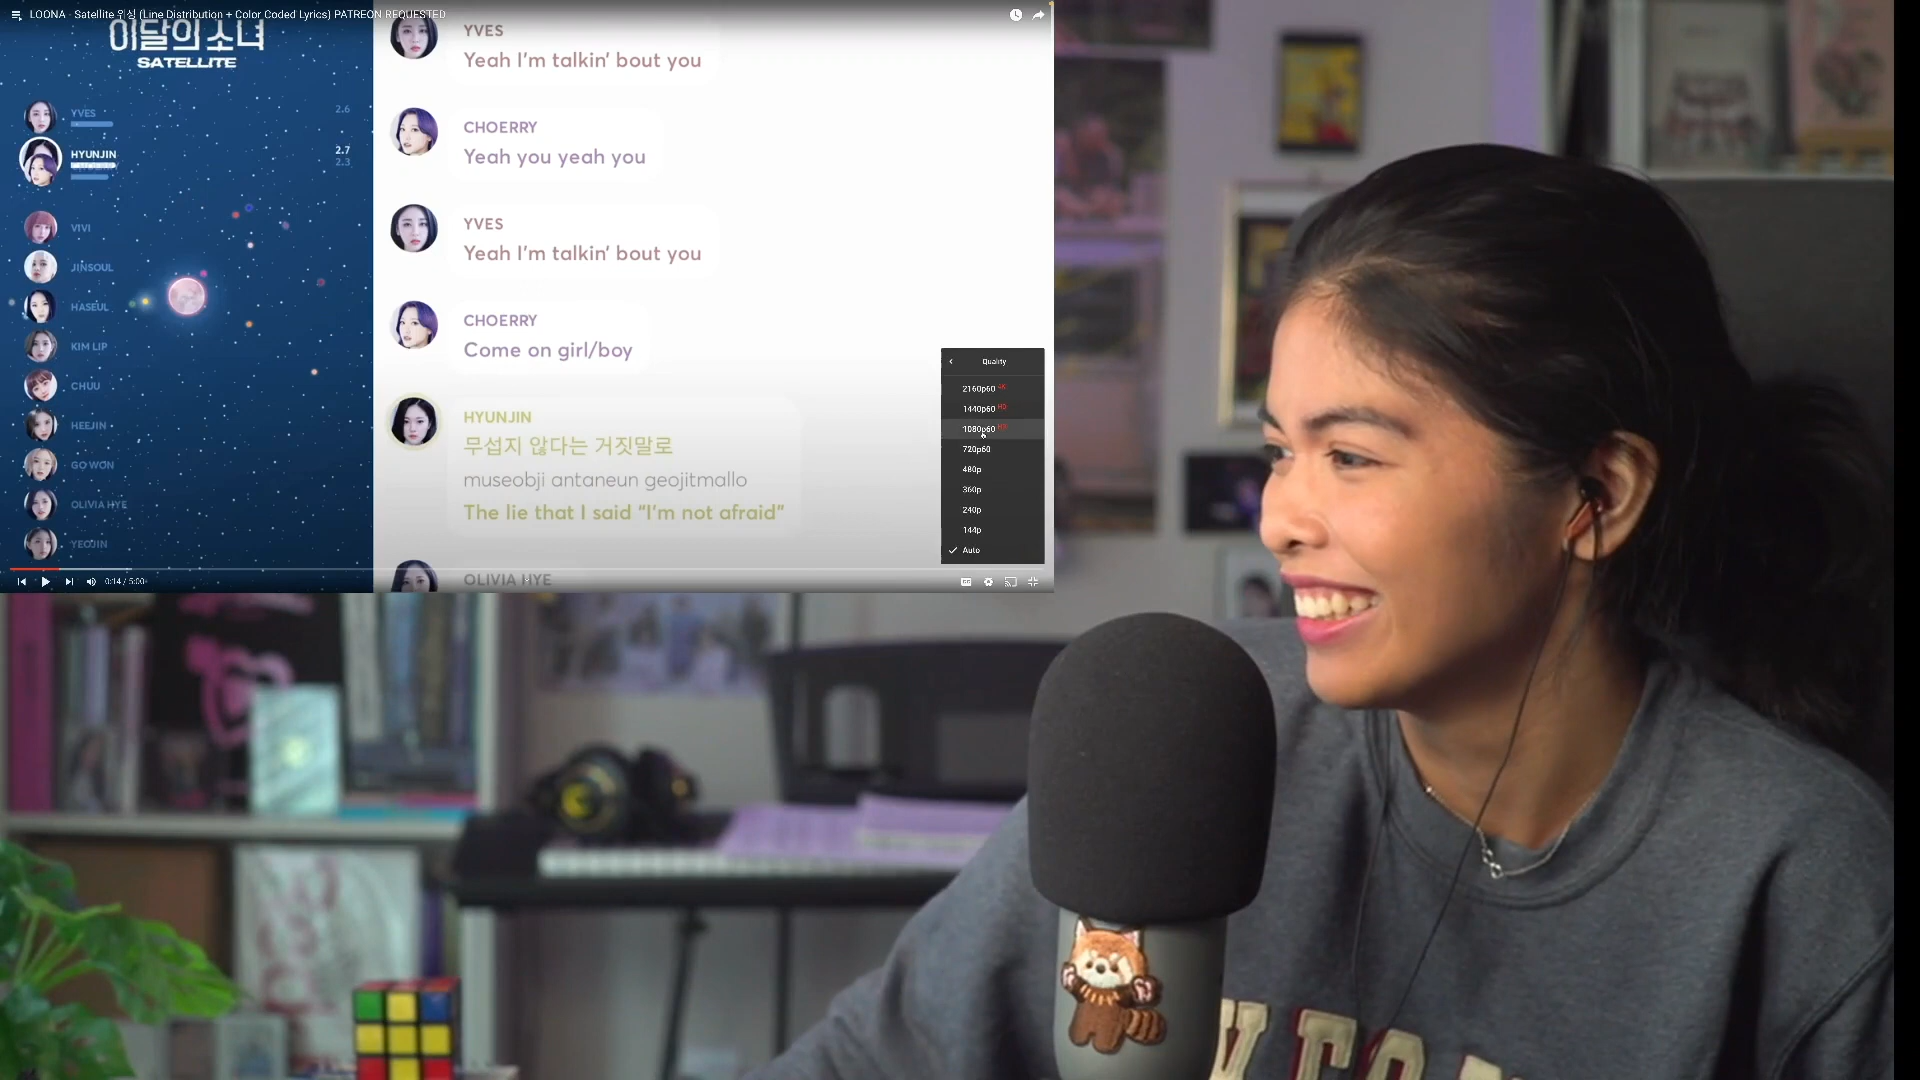 LOONA - Satellite 위성 (Line Distribution + Color Coded Lyrics) PATREON REQUESTED
이달의 소녀
SATELLITE
YVES
2.6
HYUNJIN
2.7
2.3
VIVI
JINSOUL
HASEUL
KIM LIP
CHUU
HEEJIN
GO WON
OLIVIA HYE
YEOJIN
0:14 / 5:00
YVES
Yeah I'm talkin' bout you
CHOERRY
Yeah you yeah you
YVES
Yeah I'm talkin' bout you
CHOERRY
Come on girl/boy
HYUNJIN
무섭지 않다는 거짓말로
museobji antaneun geojitmallo
The lie that I said "I'm not afraid"
OLIVIA HYE
Quality
2160p60 4K
1440p60 HD
1080p60 HD
720p60
480p
360p
240p
144p
Auto